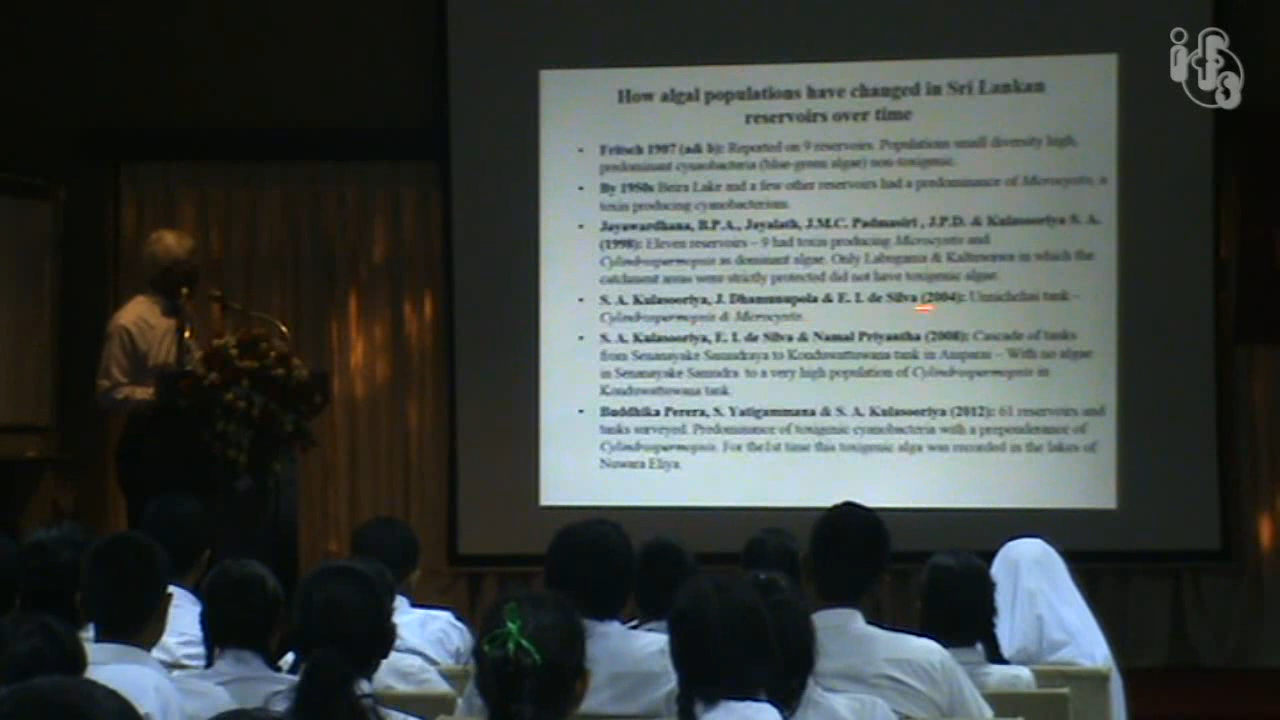 How algal populations have changed in Sri Lankan
reservoirs over time
• Fritsch 1907 (a& b): Reported on 9 reservoirs. Populations small diversity high,
predominant cyanobacteria (blue-green algae) non-toxigenic.
• By 1950s Beira Lake and a few other reservoirs had a predominance of Microcystis, a
toxin producing cyanobacterium.
• Jayawardhana, B.P.A., Jayalath, J.M.C. Padmasiri , J.P.D. & Kulasooriya S. A.
(1998): Eleven reservoirs – 9 had toxin producing Microcystis and
Cylindrospermopsis as dominant algae. Only Labugama & Kaltuwawa in which the
catchment areas were strictly protected did not have toxigenic algae.
• S. A. Kulasooriya, J. Dhanunapola & E. I. de Silva (2004): Unnichchai tank –
Cylindrospermopsis & Microcystis.
• S. A. Kulasooriya, E. I. de Silva & Namal Priyantha (2008): Cascade of tanks
from Senanayake Samudraya to Konduwattuwana tank in Ampara – With no algae
in Senanayake Samudra to a very high population of Cylindrospermopsis in
Konduwattuwana tank
• Buddhika Perera, S. Yatigammana & S. A. Kulasooriya (2012): 61 reservoirs and
tanks surveyed. Predominance of toxigenic cyanobacteria with a preponderance of
Cylindrospermopsis. For the1st time this toxigenic alga was recorded in the lakes of
Nuwara Eliya.